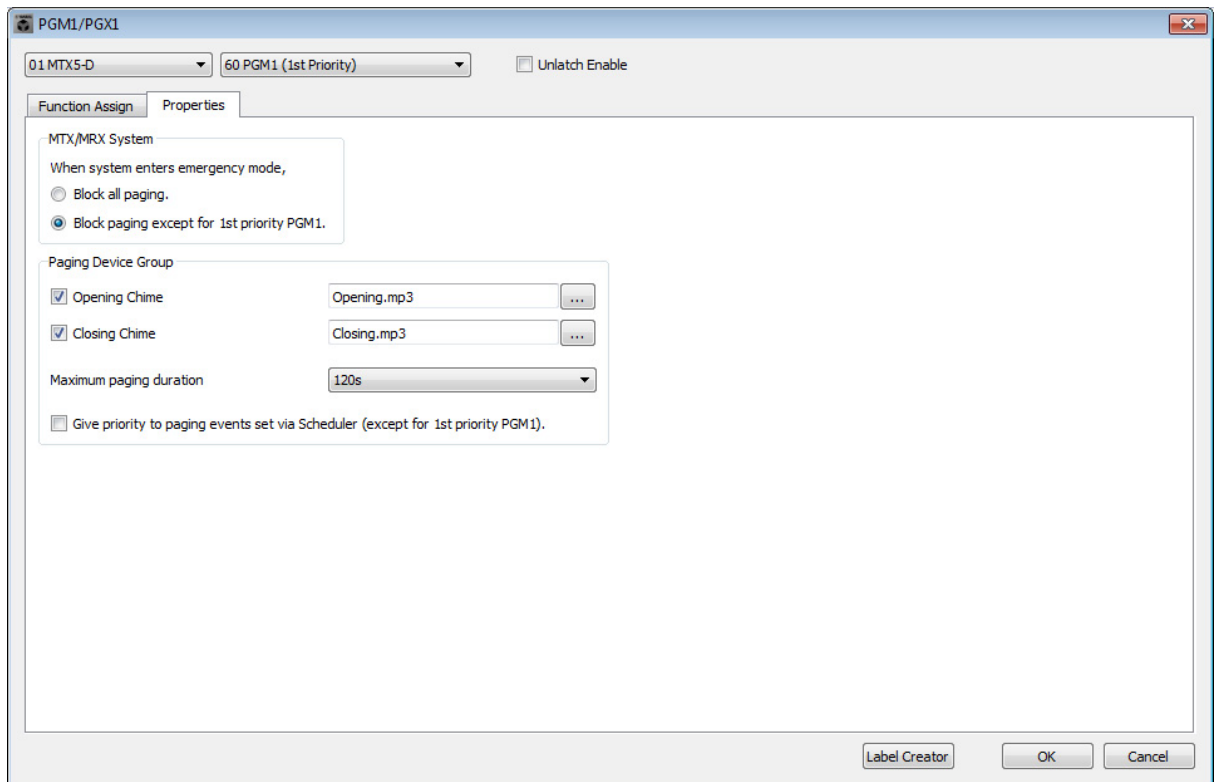 PGM1/PGX1
01 MTX5-D 60 PGM1 (1st Priority) Unlatch Enable
Function Assign Properties
MTX/MRX System
When system enters emergency mode,
Block all paging.
Block paging except for 1st priority PGM1.
Paging Device Group
Opening Chime Opening.mp3 ...
Closing Chime Closing.mp3 ...
Maximum paging duration 120s
Give priority to paging events set via Scheduler (except for 1st priority PGM1).
Label Creator OK Cancel